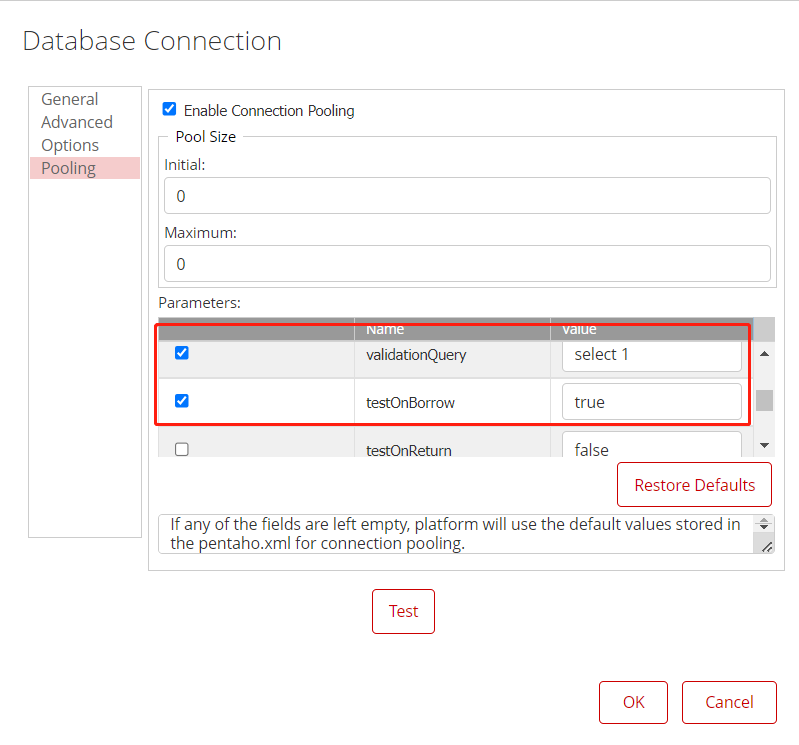 Database Connection
General
Advanced
Options
Pooling
Enable Connection Pooling
Pool Size
Initial:
0
Maximum:
0
Parameters:
Name Value
validationQuery select 1
testOnBorrow true
testOnReturn false
Restore Defaults
If any of the fields are left empty, platform will use the default values stored in
the pentaho.xml for connection pooling.
Test
OK Cancel